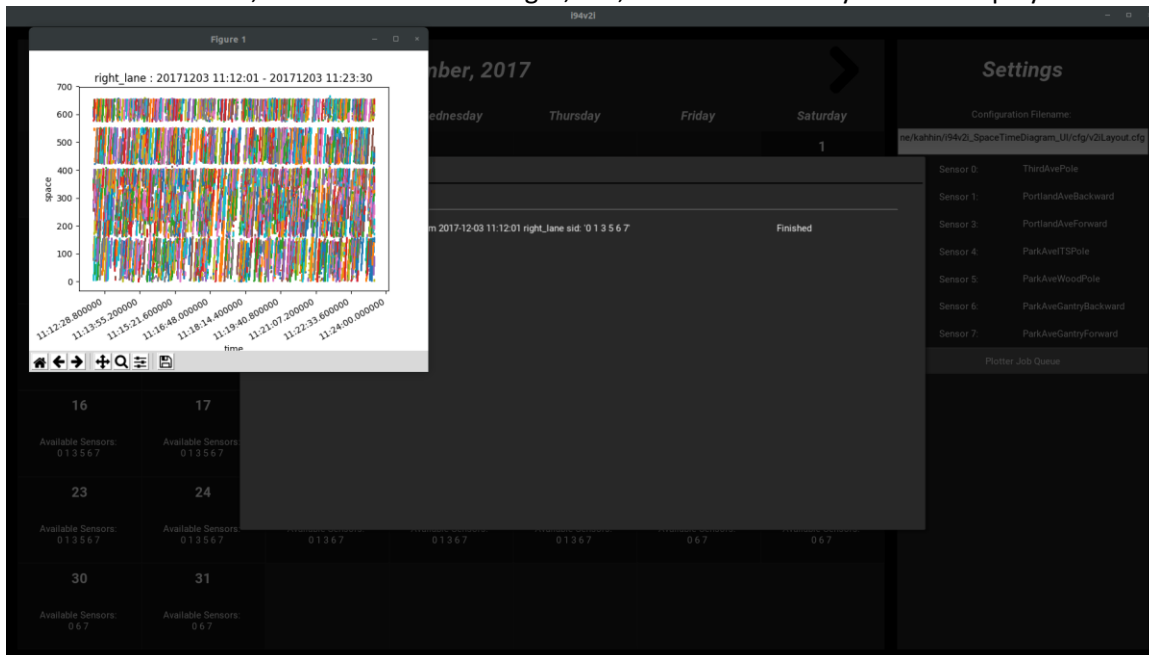 i94v2i
Figure 1
right_lane : 20171203 11:12:01 - 20171203 11:23:30
700
600
500
400
300
200
100
0
space
11:12:28.800000
11:13:55.200000
11:15:21.600000
11:16:48.000000
11:18:14.400000
11:19:40.800000
11:21:07.200000
11:22:33.600000
11:24:00.000000
time
mber, 2017
ednesday
Thursday
Friday
Saturday
1
m 2017-12-03 11:12:01 right_lane sid: '0 1 3 5 6 7'
Finished
16
17
Available Sensors:
0 1 3 5 6 7
Available Sensors:
0 1 3 5 6 7
23
24
Available Sensors:
0 1 3 5 6 7
Available Sensors:
0 1 3 5 6 7
0 1 3 6 7
0 1 3 6 7
0 1 3 6 7
0 6 7
0 6 7
30
31
Available Sensors:
0 6 7
Available Sensors:
0 6 7
Settings
Configuration Filename:
ne/kahhin/i94v2i_SpaceTimeDiagram_UI/cfg/v2iLayout.cfg
Sensor 0: ThirdAvePole
Sensor 1: PortlandAveBackward
Sensor 3: PortlandAveForward
Sensor 4: ParkAveITSPole
Sensor 5: ParkAveWoodPole
Sensor 6: ParkAveGantryBackward
Sensor 7: ParkAveGantryForward
Plotter Job Queue